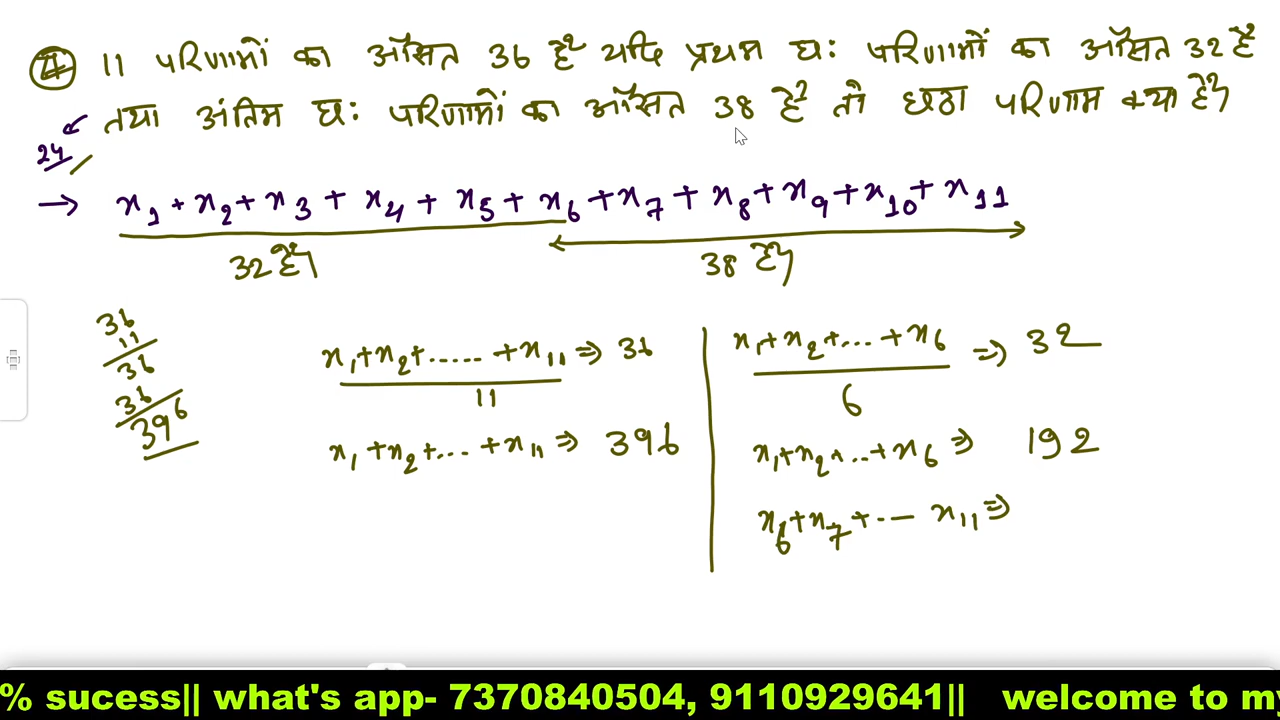 ④ 11 परिणामों का औसत 36 है यदि प्रथम छः परिणामों का औसत 32 है
तथा अंतिम छः परिणामों का औसत 38 है तो छठा परिणाम क्या है?
24
→ x₁ + x₂ + x₃ + x₄ + x₅ + x₆ + x₇ + x₈ + x₉ + x₁₀ + x₁₁
32 है। 38 है।
36
11
36
36
396
x₁+x₂+...... +x₁₁ ⇒ 36
11
x₁+x₂+... +x₁₁ ⇒ 396
x₁+x₂+... +x₆ ⇒ 32
6
x₁+x₂+..+x₆ ⇒ 192
x₆+x₇+... x₁₁ ⇒
% sucess|| what's app- 7370840504, 9110929641|| welcome to my